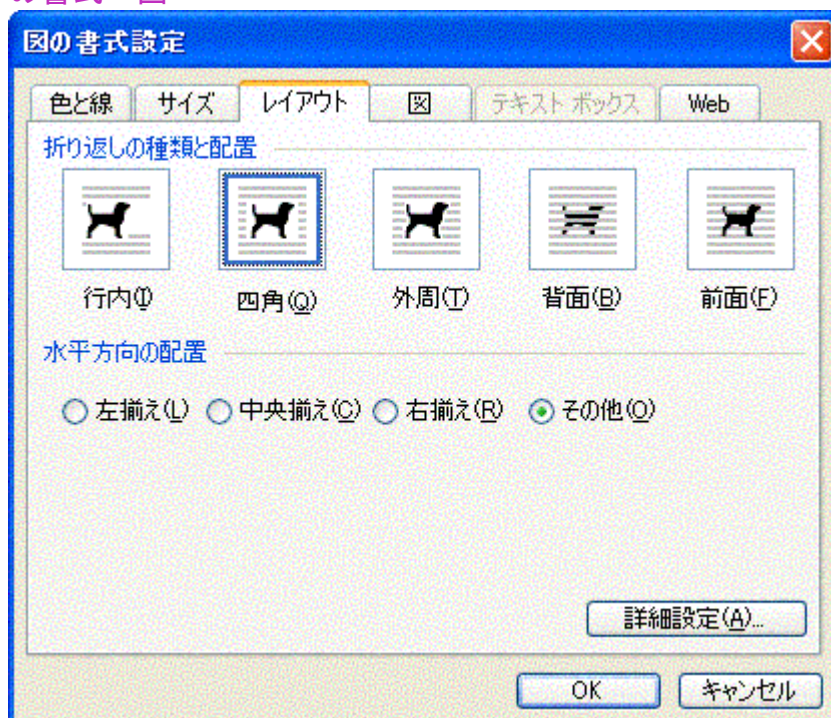 図の書式設定
色と線 サイズ レイアウト 図 テキスト ボックス Web
折り返しの種類と配置
行内(I) 四角(Q) 外周(T) 背面(B) 前面(F)
水平方向の配置
左揃え(L) 中央揃え(C) 右揃え(R) その他(O)
詳細設定(A)...
OK キャンセル